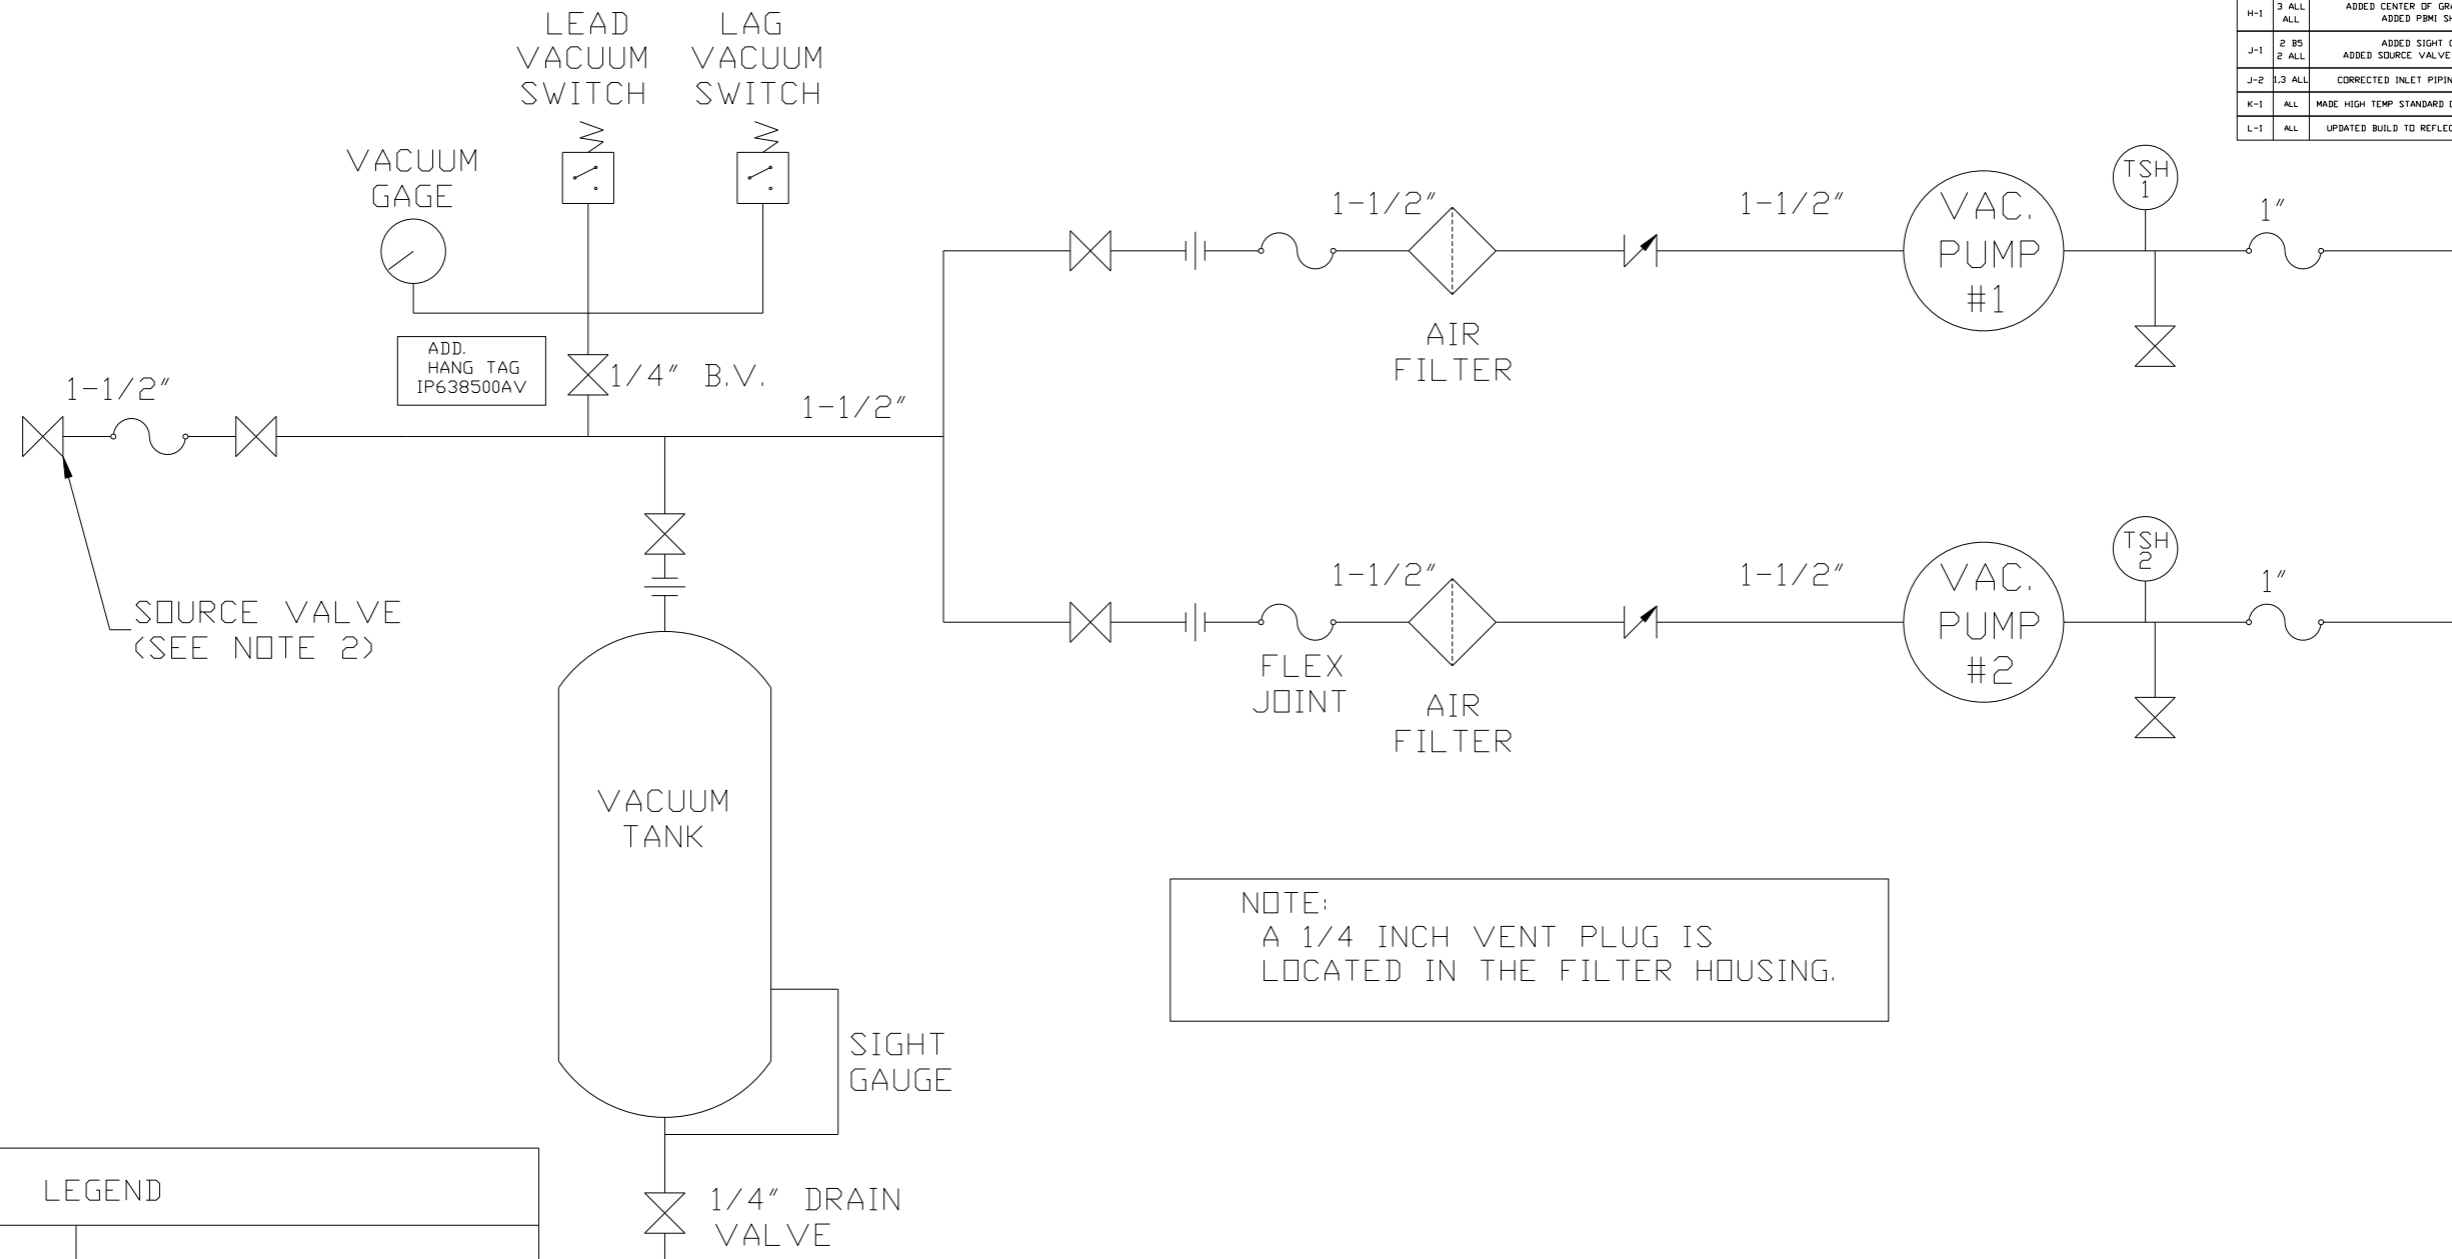 LEAD
VACUUM
SWITCH
LAG
VACUUM
SWITCH
VACUUM
GAGE
ADD.
HANG TAG
IP638500AV
1/4" B.V.
1-1/2"
1-1/2"
SOURCE VALVE
(SEE NOTE 2)
1-1/2"
AIR
FILTER
1-1/2"
VAC.
PUMP
#1
TSH
1
1"
1-1/2"
FLEX
JOINT
AIR
FILTER
1-1/2"
VAC.
PUMP
#2
TSH
2
1"
VACUUM
TANK
SIGHT
GAUGE
1/4" DRAIN
VALVE
NOTE:
A 1/4 INCH VENT PLUG IS
LOCATED IN THE FILTER HOUSING.
LEGEND
H-1 3 ALL ADDED CENTER OF
ALL ADDED PBMI
J-1 2 B5 ADDED SIGHT
2 ALL ADDED SOURCE VALVE
J-2 1,3 ALL CORRECTED INLET
K-1 ALL MADE HIGH TEMP STANDARD
L-1 ALL UPDATED BUILD TO